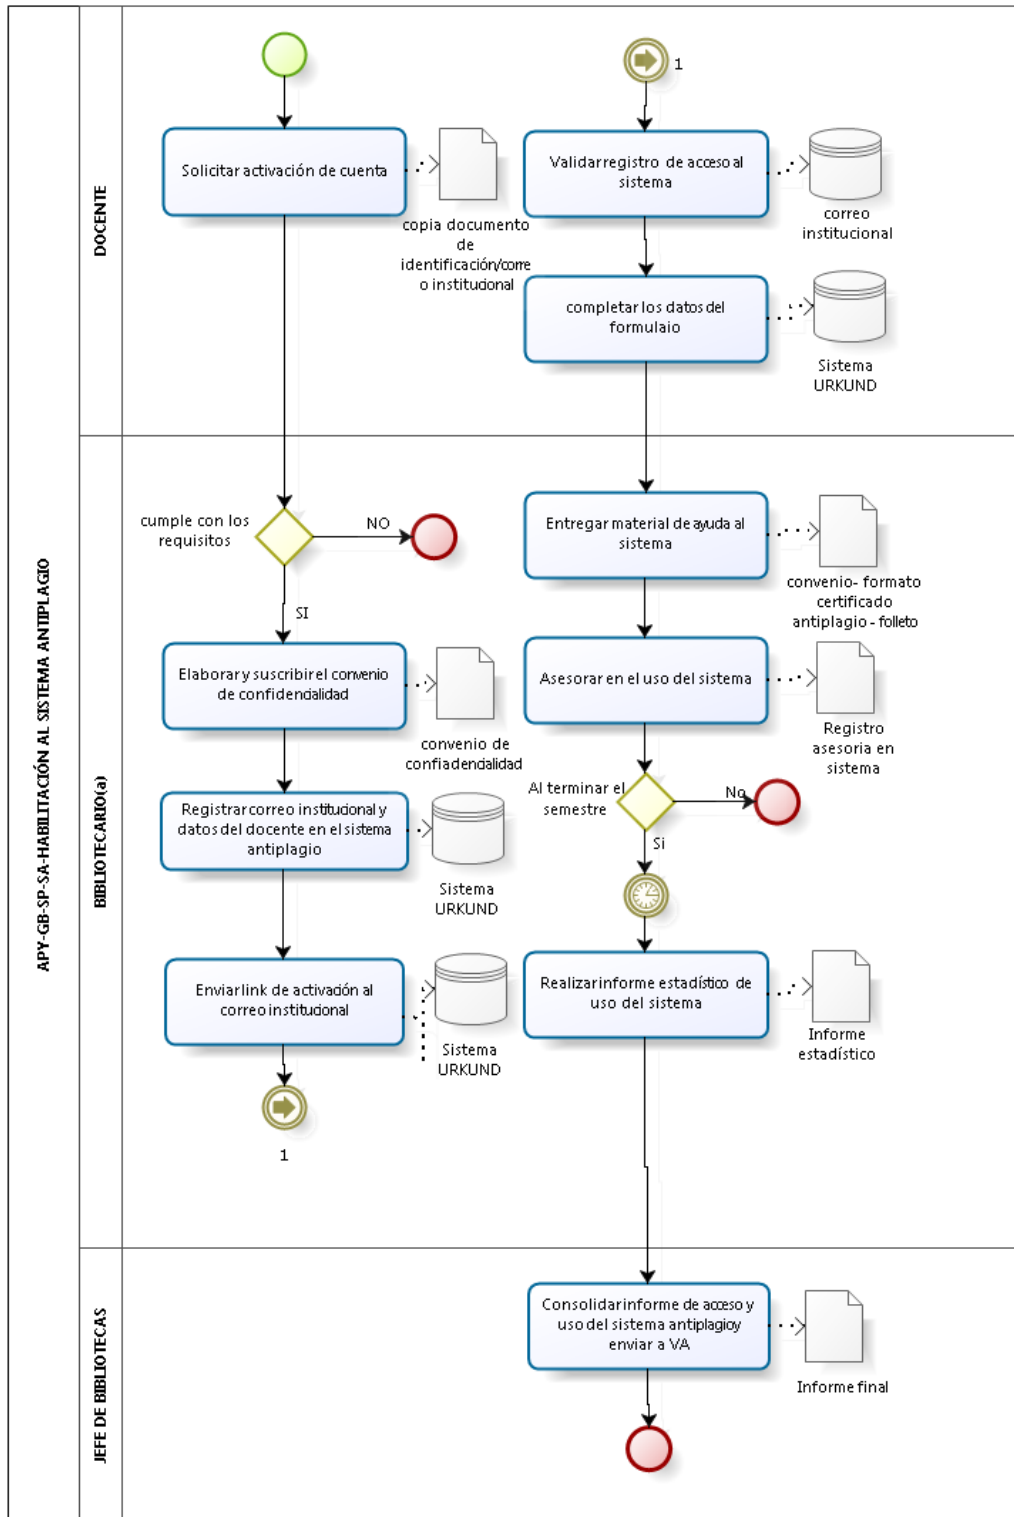 APY-GB-SP-SA-HABILITACIÓN AL SISTEMA ANTIPLAGIO
DOCENTE
Solicitar activación de cuenta
copia documento
de
identificación/corre
o institucional
1
Validar registro de acceso al
sistema
correo
institucional
completar los datos del
formulaio
Sistema
URKUND
BIBLIOTECARIO(a)
cumple con los
requisitos
NO
SI
Elaborar y suscribir el convenio
de confidencialidad
convenio de
confiadencialidad
Registrar correo institucional y
datos del docente en el sistema
antiplagio
Sistema
URKUND
Enviar link de activación al
correo institucional
Sistema
URKUND
1
Entregar material de ayuda al
sistema
convenio- formato
certificado
antiplagio - folleto
Asesorar en el uso del sistema
Registro
asesoria en
sistema
Al terminar el
semestre
No
Si
Realizar informe estadístico de
uso del sistema
Informe
estadístico
JEFE DE BIBLIOTECAS
Consolidar informe de acceso y
uso del sistema antiplagio y
enviar a VA
Informe final